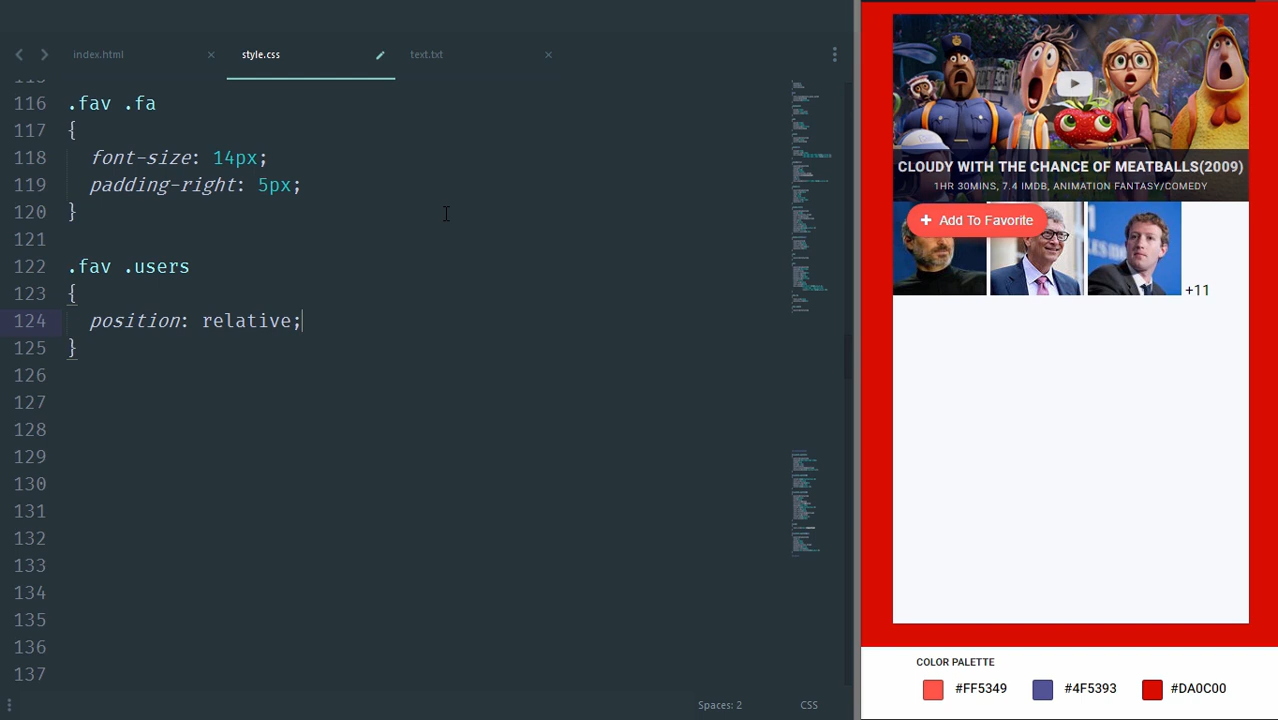 index.html × style.css text.txt ×
115
116 .fav .fa
117 {
118 font-size: 14px;
119 padding-right: 5px;
120 }
121
122 .fav .users
123 {
124 position: relative;
125 }
126
127
128
129
130
131
132
133
134
135
136
137
Spaces: 2 CSS
CLOUDY WITH THE CHANCE OF MEATBALLS(2009)
1HR 30MINS, 7.4 IMDB, ANIMATION FANTASY/COMEDY
+ Add To Favorite
+11
COLOR PALETTE
#FF5349 #4F5393 #DA0C00